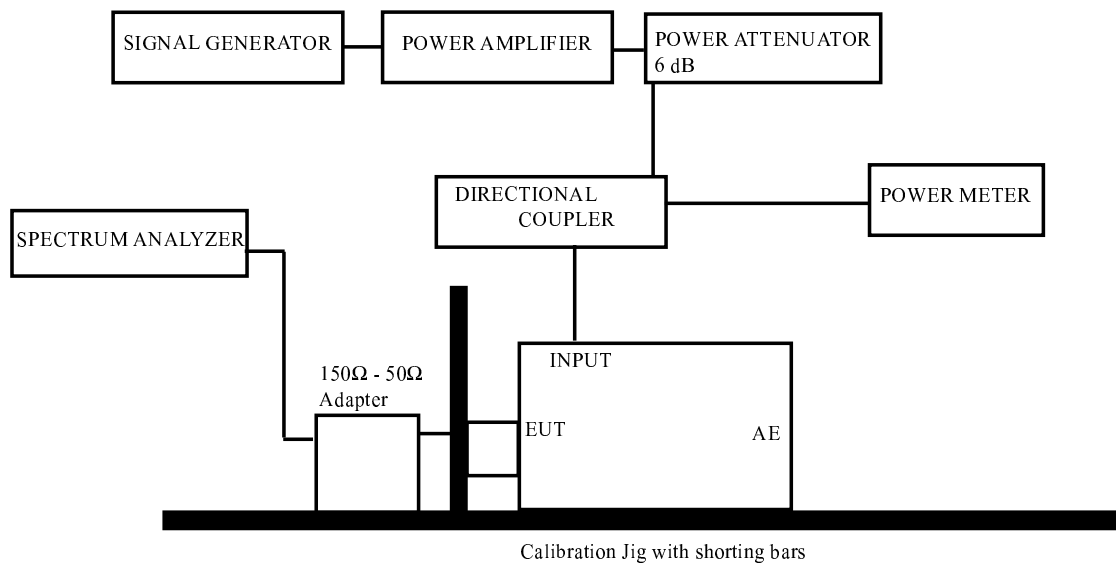 SIGNAL GENERATOR
POWER AMPLIFIER
POWER ATTENUATOR
6 dB
DIRECTIONAL
COUPLER
POWER METER
SPECTRUM ANALYZER
INPUT
150Ω - 50Ω
Adapter
EUT
AE
Calibration Jig with shorting bars